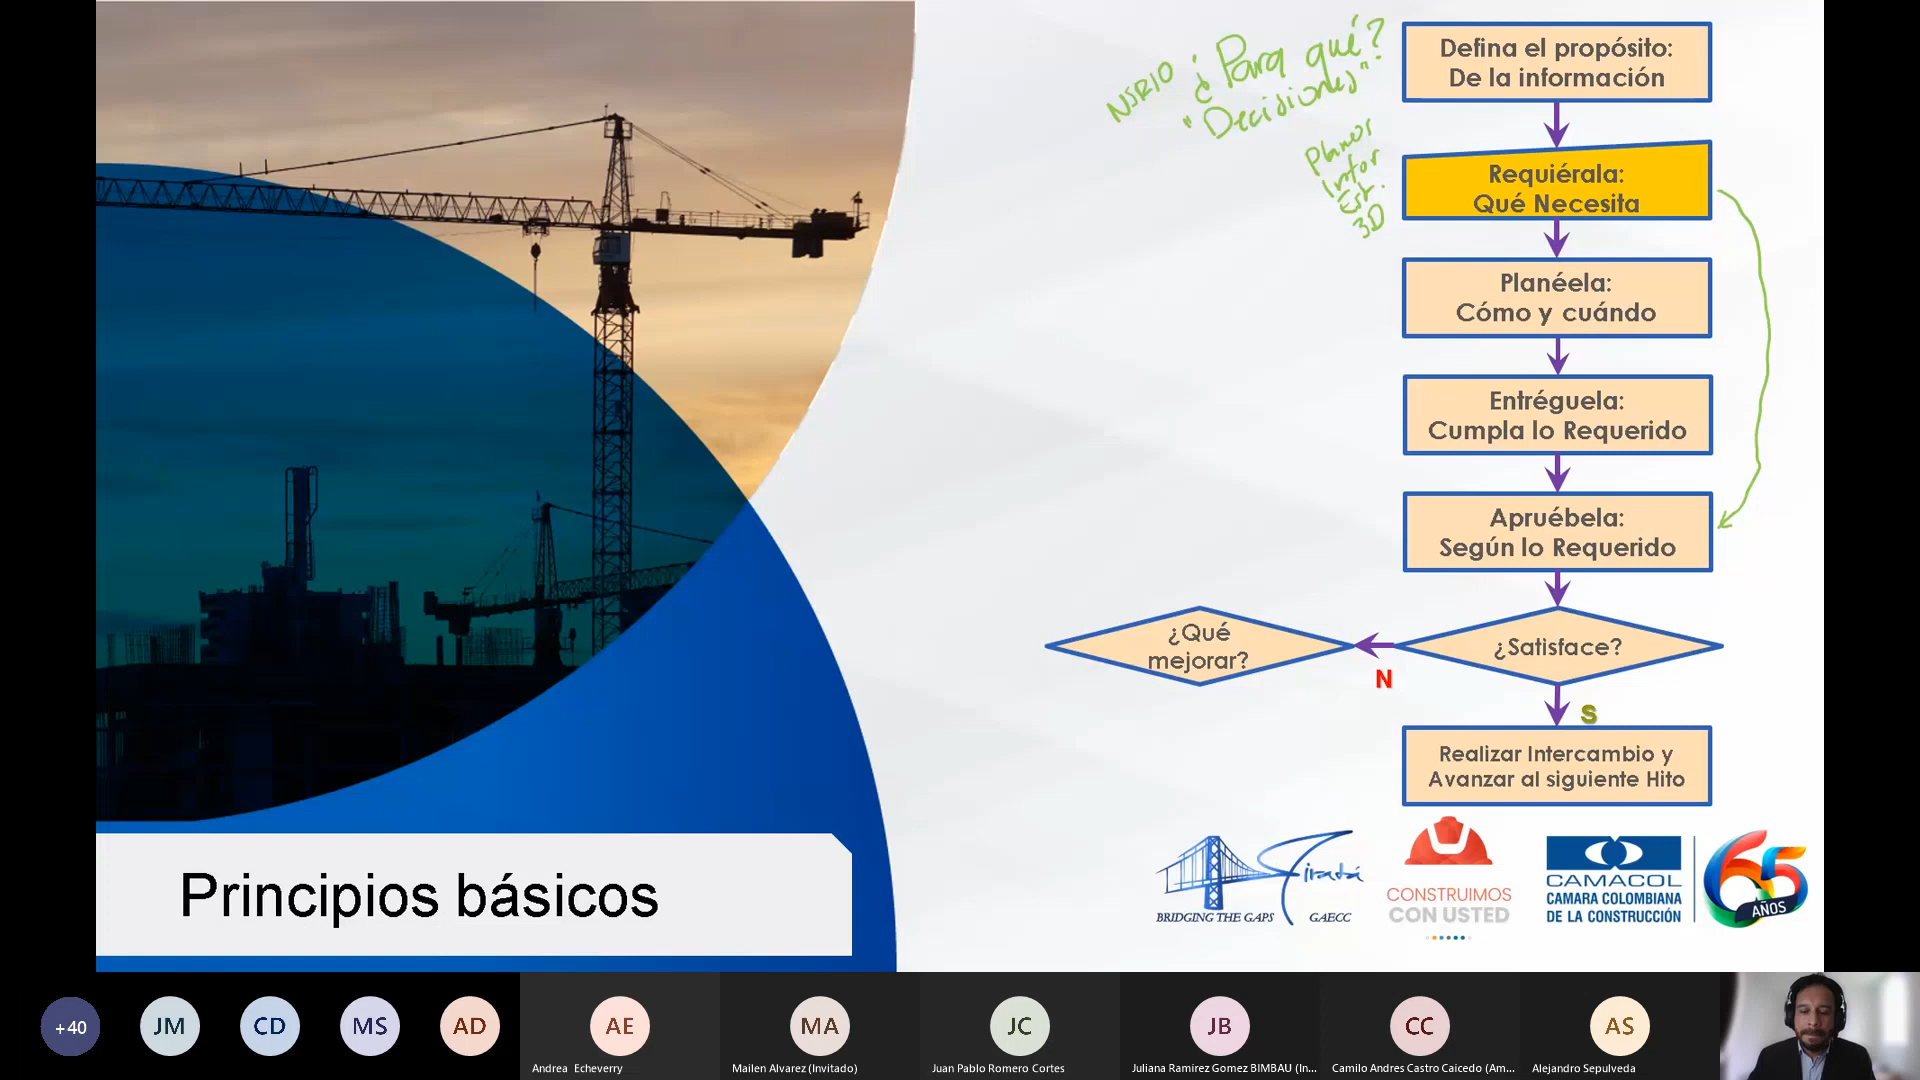 NSR10 ¿Para qué?
"Decisiones"
Planos
Infor
Est.
3D
Defina el propósito:
De la información
Requiérala:
Qué Necesita
Planéela:
Cómo y cuándo
Entréguela:
Cumpla lo Requerido
Apruébela:
Según lo Requerido
¿Qué
mejorar?
N
¿Satisface?
S
Realizar Intercambio y
Avanzar al siguiente Hito
Principios básicos
BRIDGING THE GAPS GAECC
CONSTRUIMOS
CON USTED
CAMACOL
CAMARA COLOMBIANA
DE LA CONSTRUCCIÓN
65
AÑOS
+40
JM
CD
MS
AD
AE
Andrea Echeverry
MA
Mailen Alvarez (Invitado)
JC
Juan Pablo Romero Cortes
JB
Juliana Ramirez Gomez BIMBAU (In...
CC
Camilo Andres Castro Caicedo (Am...
AS
Alejandro Sepulveda